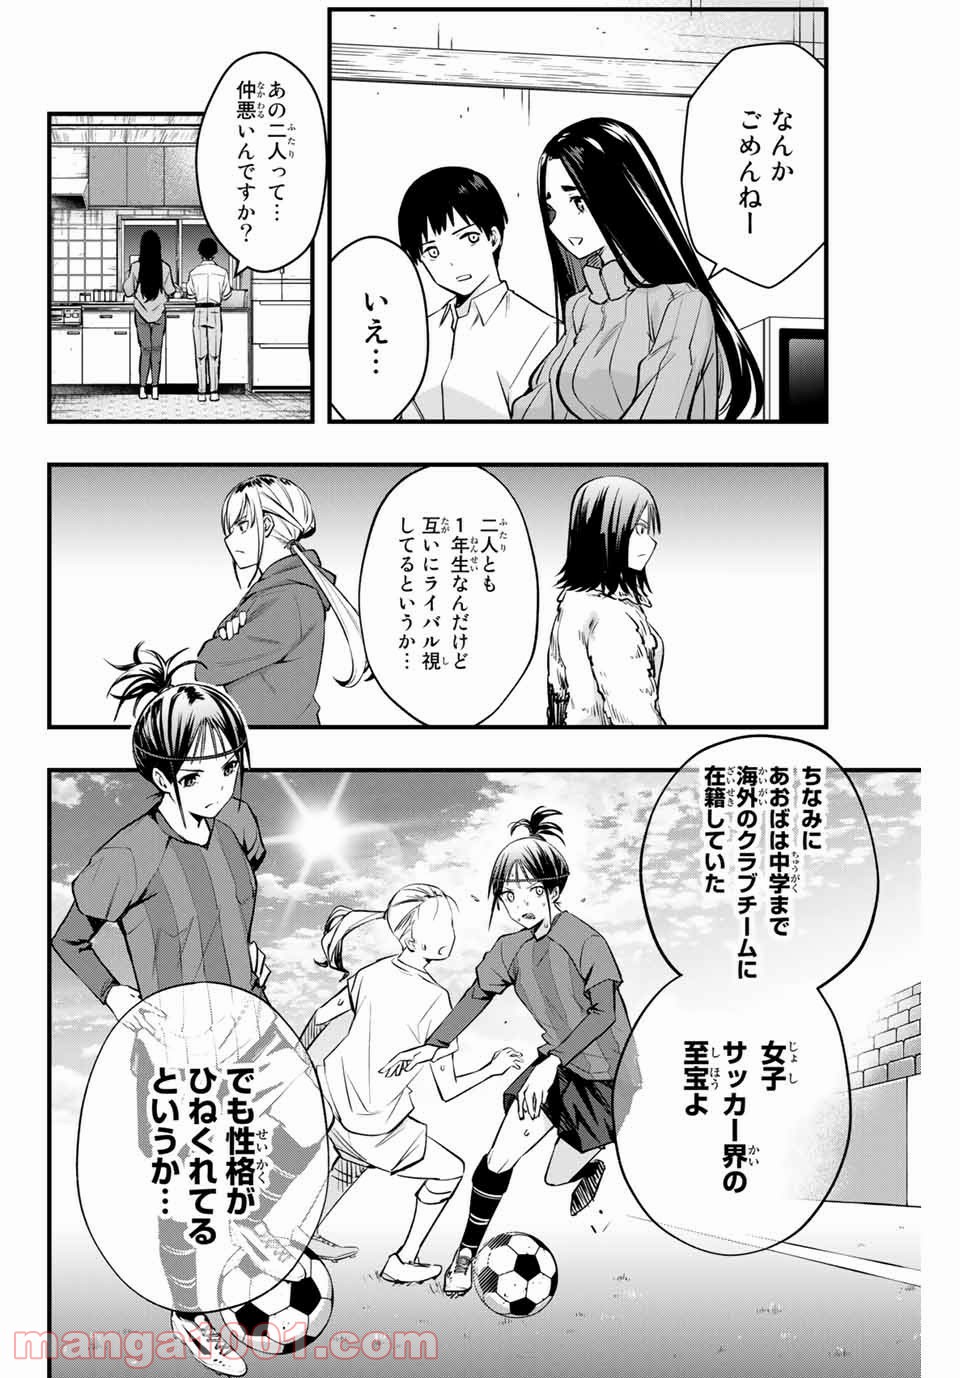 なんか
ごめんねー
いえ…
あの二人って…
仲悪いんですか?
二人とも
1年生なんだけど
互いにライバル視
してるというか…
ちなみに
あおばは中学まで
海外のクラブチームに
在籍していた
女子
サッカー界の
至宝よ
でも性格が
ひねくれてる
というか…
manga1001.com